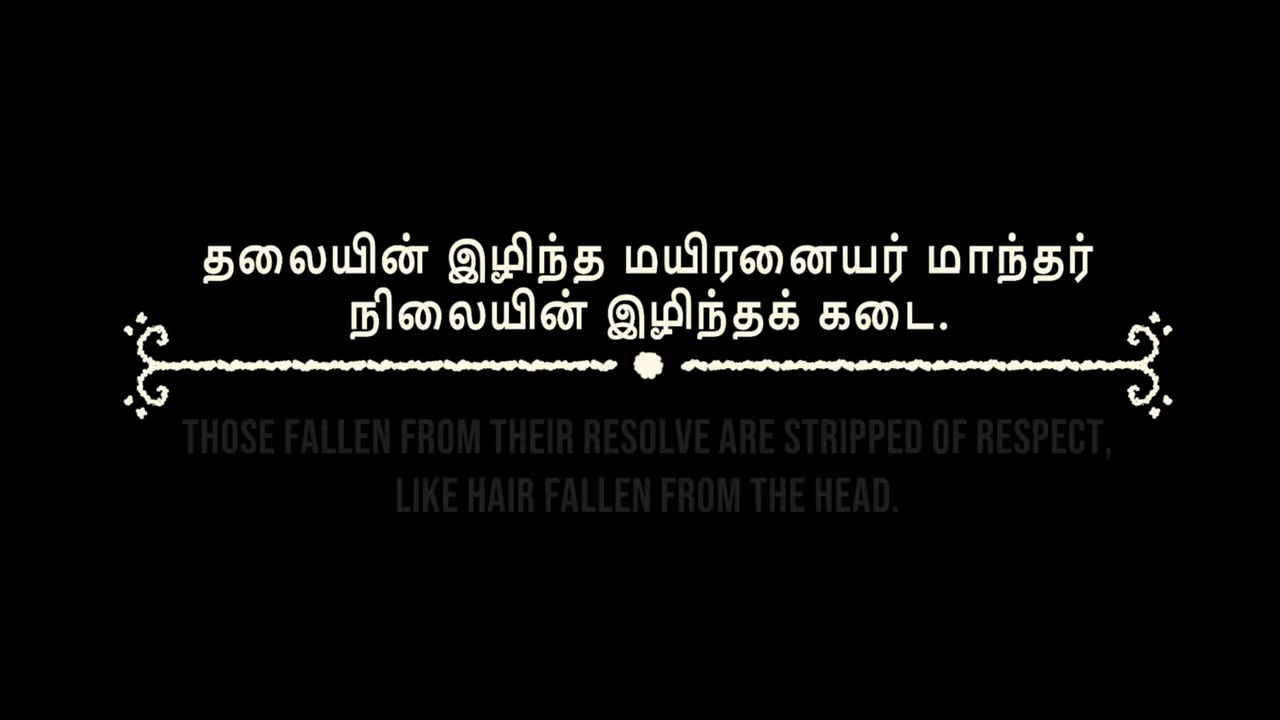 தலையின் இழிந்த மயிரனையர் மாந்தர்
நிலையின் இழிந்தக் கடை.
THOSE FALLEN FROM THEIR RESOLVE ARE STRIPPED OF RESPECT,
LIKE HAIR FALLEN FROM THE HEAD.